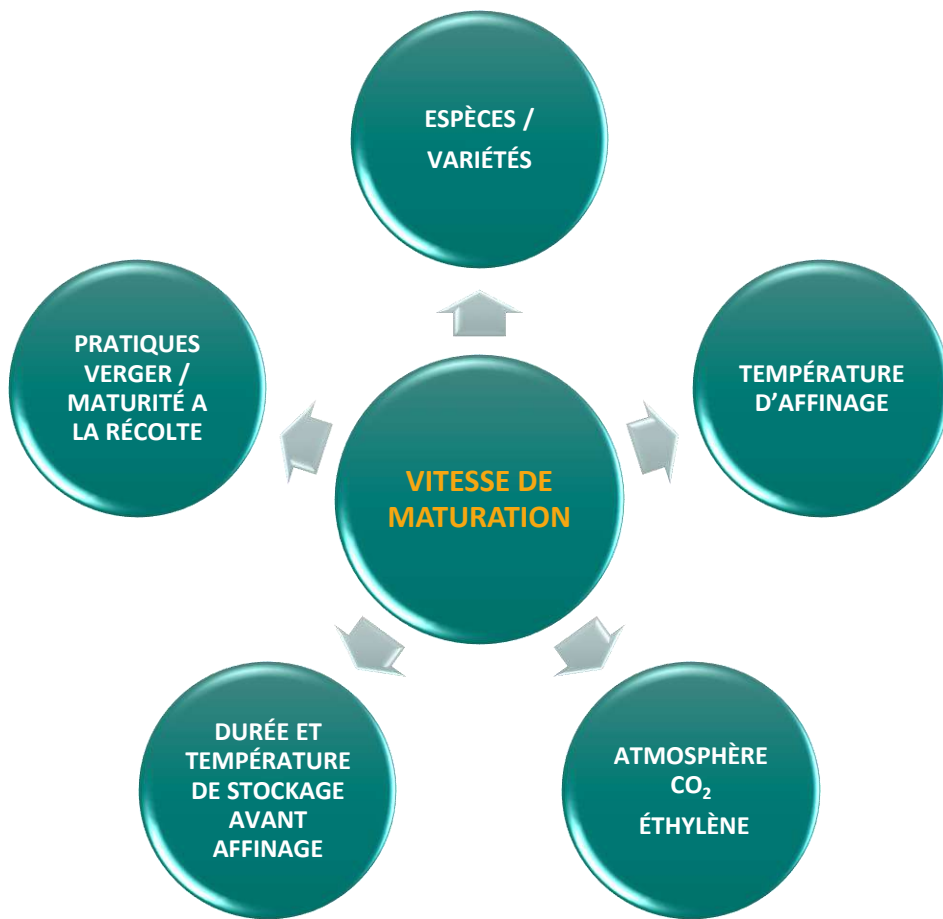 ESPÈCES /
VARIÉTÉS
PRATIQUES
VERGER /
MATURITÉ A
LA RÉCOLTE
TEMPÉRATURE
D'AFFINAGE
VITESSE DE
MATURATION
DURÉE ET
TEMPÉRATURE
DE STOCKAGE
AVANT
AFFINAGE
ATMOSPHÈRE
CO₂
ÉTHYLÈNE